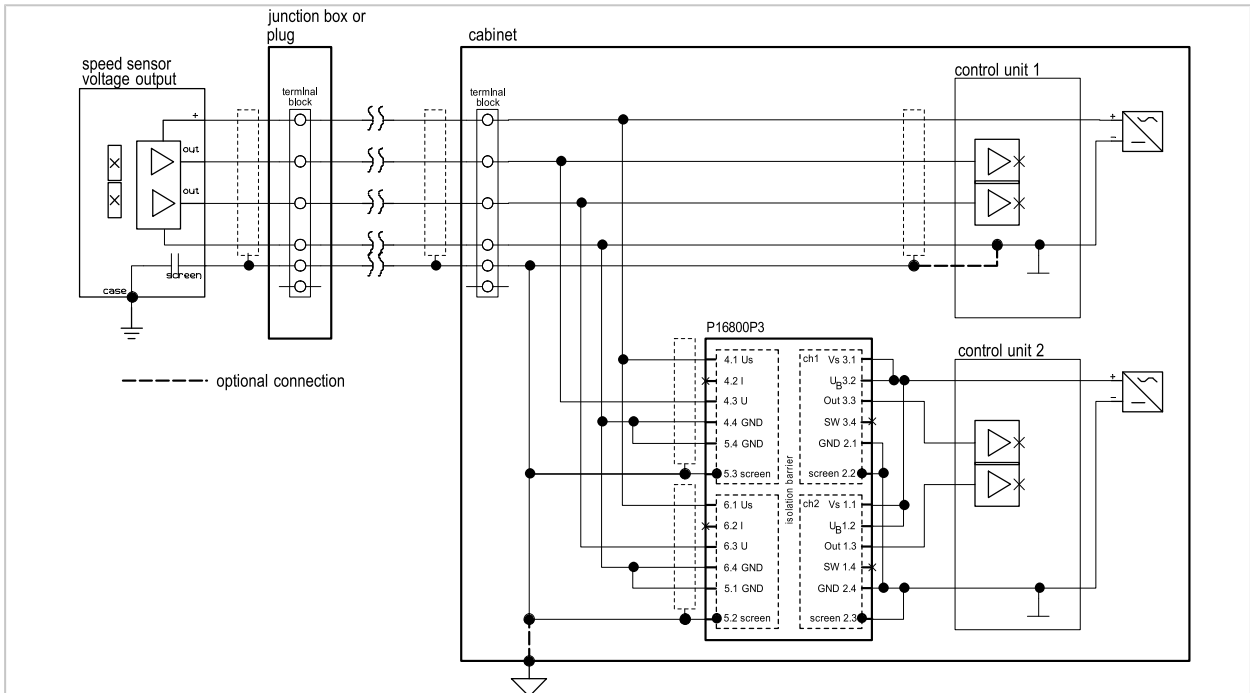 junction box or
plug
cabinet
speed sensor
voltage output
control unit 1
terminal
block
terminal
block
+
+
out
-
out
screen
case
P16800P3
control unit 2
optional connection
4.1 Us
ch1 Vs 3.1
4.2 I
UB3.2
+
4.3 U
Out 3.3
-
4.4 GND
SW 3.4
5.4 GND
GND 2.1
5.3 screen
screen 2.2
isolation barrier
6.1 Us
ch2 Vs 1.1
6.2 I
UB1.2
6.3 U
Out 1.3
6.4 GND
SW 1.4
5.1 GND
GND 2.4
5.2 screen
screen 2.3